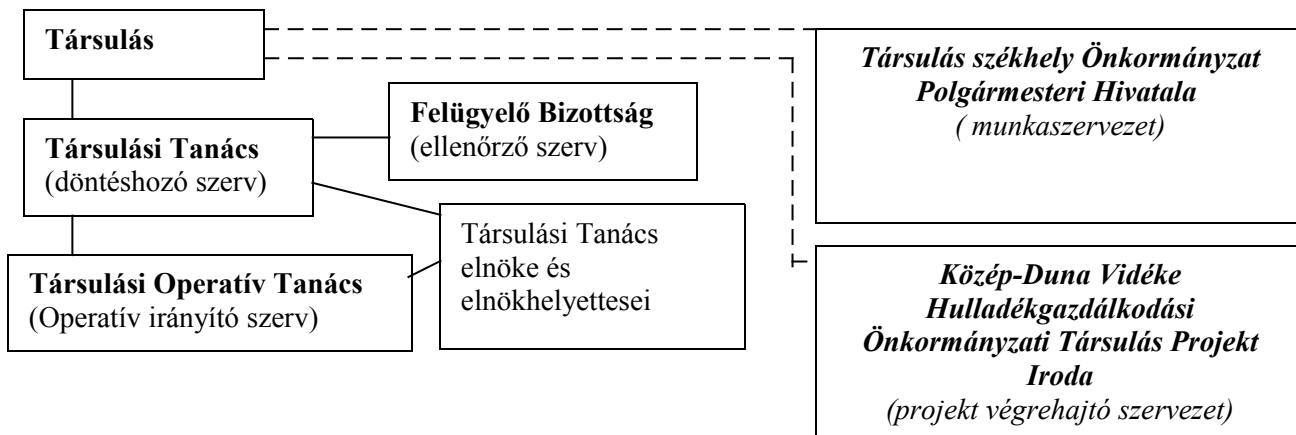 Társulás
Társulás székhely Önkormányzat
Polgármesteri Hivatala
( munkaszervezet)
Felügyelő Bizottság
(ellenőrző szerv)
Társulási Tanács
(döntéshozó szerv)
Társulási Tanács
elnöke és
elnökhelyettesei
Társulási Operatív Tanács
(Operatív irányító szerv)
Közép-Duna Vidéke
Hulladékgazdálkodási
Önkormányzati Társulás Projekt
Iroda
(projekt végrehajtó szervezet)